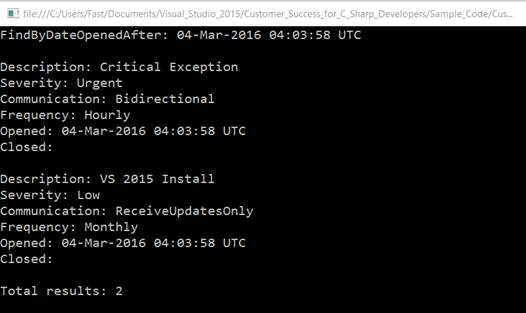 file:///C:/Users/Fast/Documents/Visual_Studio_2015/Customer_Success_for_C_Sharp_Developers/Sample_Code/Cus...
FindByDateOpenedAfter: 04-Mar-2016 04:03:58 UTC
Description: Critical Exception
Severity: Urgent
Communication: Bidirectional
Frequency: Hourly
Opened: 04-Mar-2016 04:03:58 UTC
Closed:
Description: VS 2015 Install
Severity: Low
Communication: ReceiveUpdatesOnly
Frequency: Monthly
Opened: 04-Mar-2016 04:03:58 UTC
Closed:
Total results: 2